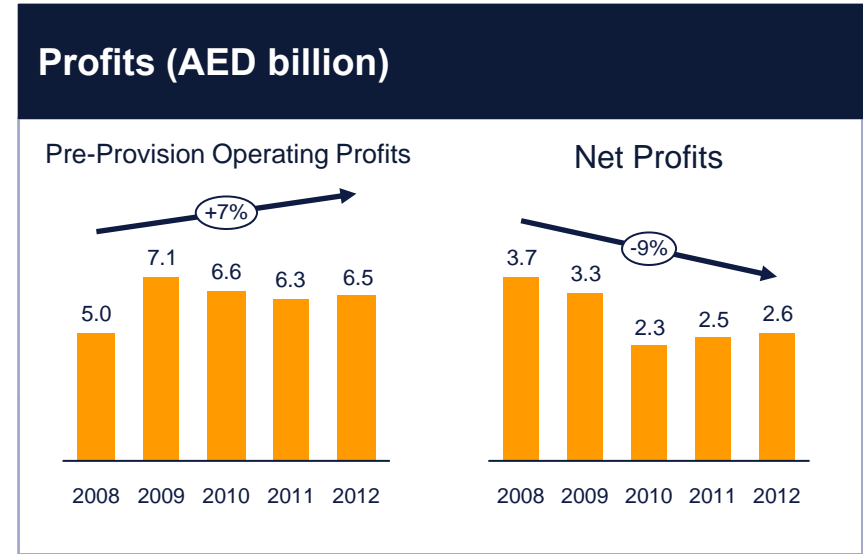 Profits (AED billion)
Pre-Provision Operating Profits
+7%
5.0
7.1
6.6
6.3
6.5
2008 2009 2010 2011 2012
Net Profits
-9%
3.7
3.3
2.3
2.5
2.6
2008 2009 2010 2011 2012